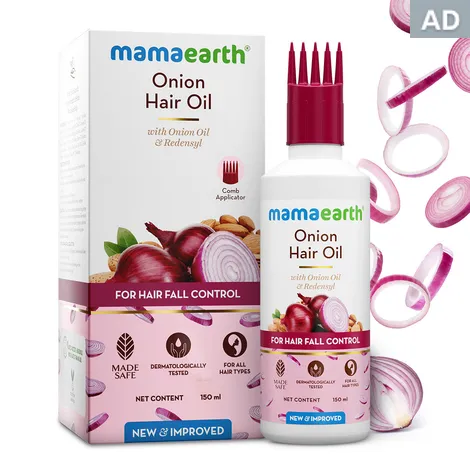 AD
mamaearth®
Onion
Hair Oil
with Onion Oil
& Redensyl
Comb
Applicator
FOR HAIR FALL CONTROL
MADE
SAFE
DERMATOLOGICALLY
TESTED
FOR ALL
HAIR TYPES
NET CONTENT 150 ml
NEW & IMPROVED
mamaearth®
Onion
Hair Oil
with Onion Oil
& Redensyl
FOR HAIR FALL CONTROL
MADE
SAFE
DERMATOLOGICALLY
TESTED
FOR ALL
HAIR TYPES
NET CONTENT 150 ml
NEW & IMPROVED